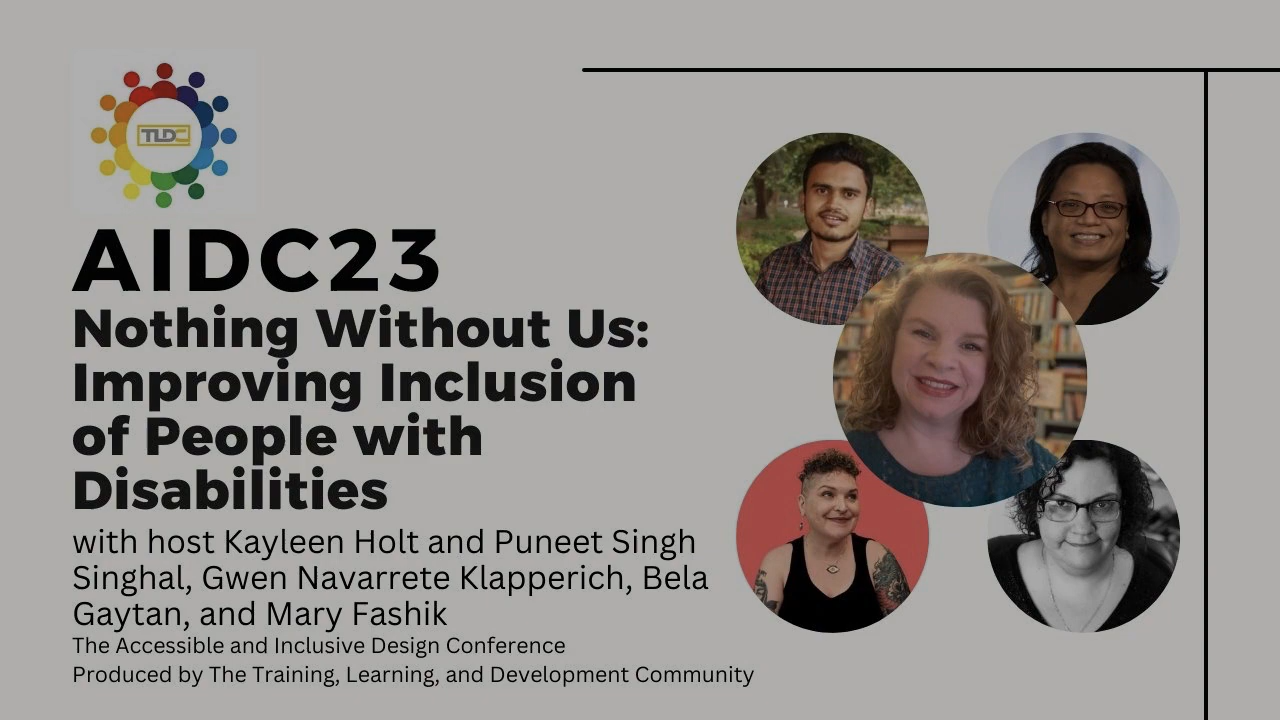 TLDC
AIDC23
Nothing Without Us:
Improving Inclusion
of People with
Disabilities
with host Kayleen Holt and Puneet Singh
Singhal, Gwen Navarrete Klapperich, Bela
Gaytan, and Mary Fashik
The Accessible and Inclusive Design Conference
Produced by The Training, Learning, and Development Community